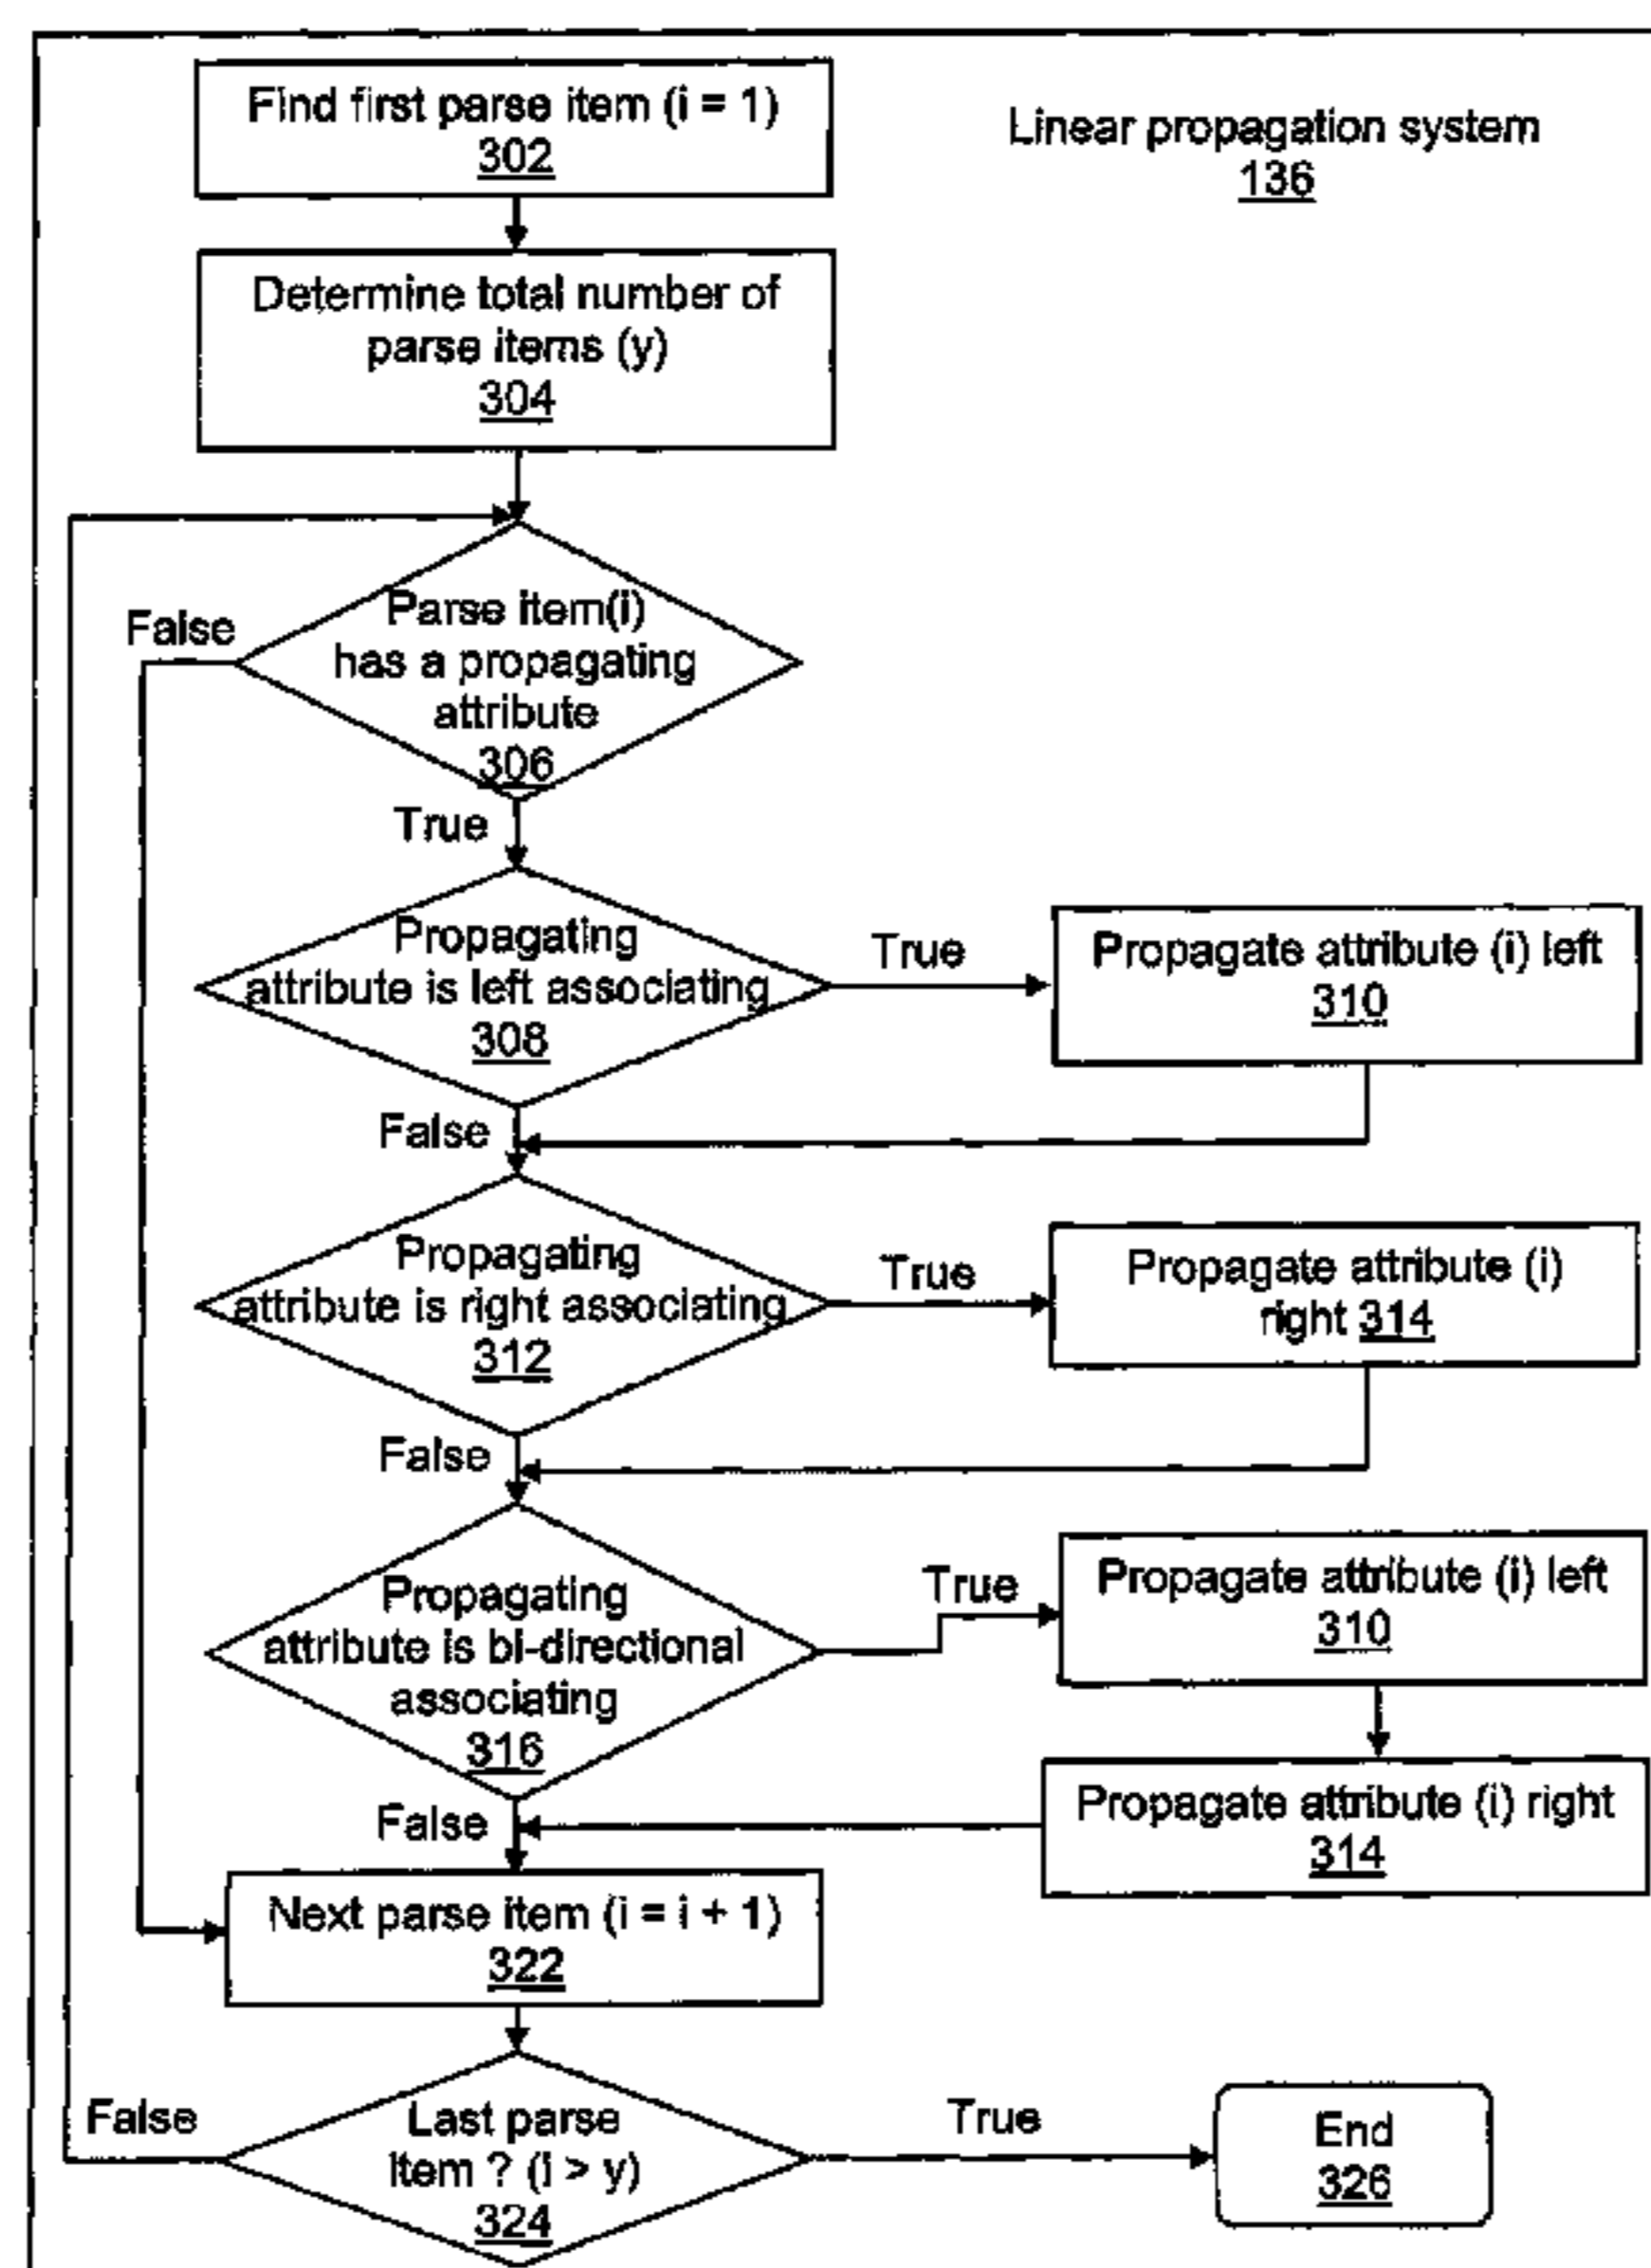 Find first parse item (i = 1)
302
Linear propagation system
136
Determine total number of
parse items (y)
304
Parse item(i)
has a propagating
attribute
306
False
True
Propagating
attribute is left associating
308
True
Propagate attribute (i) left
310
False
Propagating
attribute is right associating
312
True
Propagate attribute (i)
right 314
False
Propagating
attribute is bi-directional
associating
316
True
Propagate attribute (i) left
310
Propagate attribute (i) right
314
False
Next parse item (i = i + 1)
322
False
Last parse
item ? (i > y)
324
True
End
326